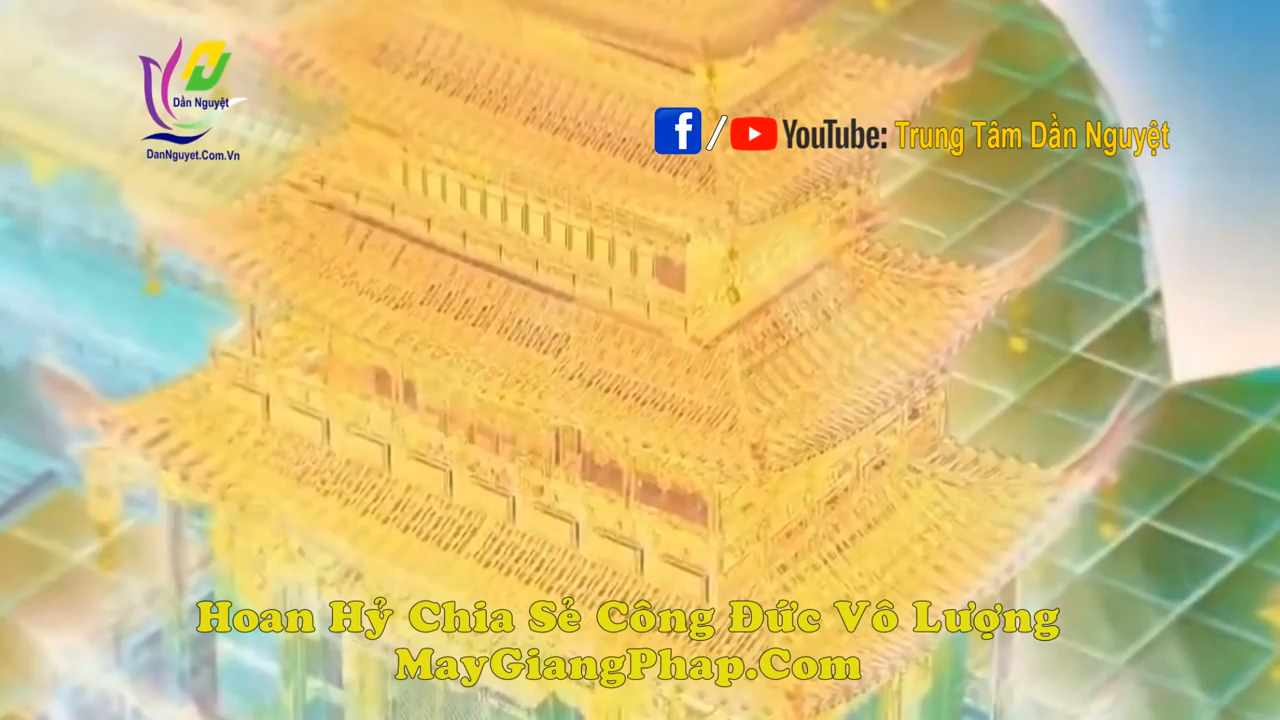 Dần Nguyệt
DanNguyet.Com.Vn
f / YouTube: Trung Tâm Dần Nguyệt
Hoan Hỷ Chia Sẻ Công Đức Vô Lượng
MayGiangPhap.Com